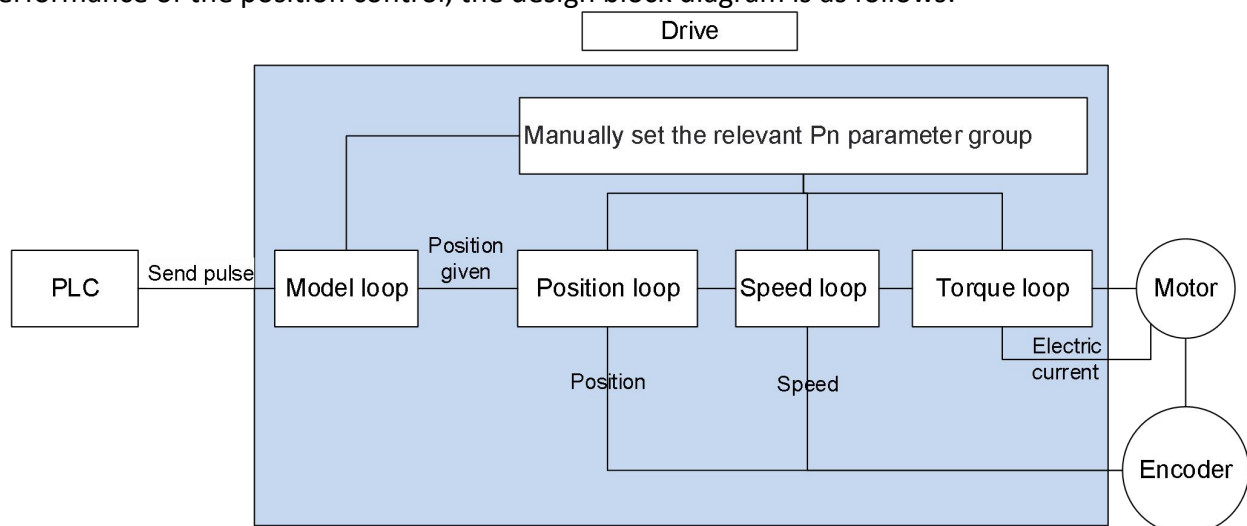 erformance of the position control, the design block diagram is as follows:
Drive
Manually set the relevant Pn parameter group
PLC
Send pulse
Model loop
Position
given
Position loop
Speed loop
Torque loop
Motor
Electric
current
Position
Speed
Encoder